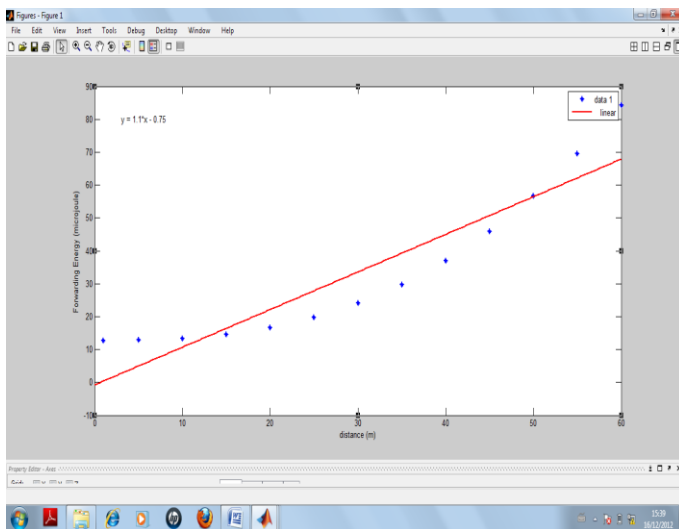 Figures - Figure 1
File Edit View Insert Tools Debug Desktop Window Help
90
80
70
60
50
40
30
20
10
0
-10
y = 1.1*x - 0.75
data 1
linear
Forwarding Energy (microjoule)
0 10 20 30 40 50 60
distance (m)
Property Editor - Axes
15:39
16/12/2012